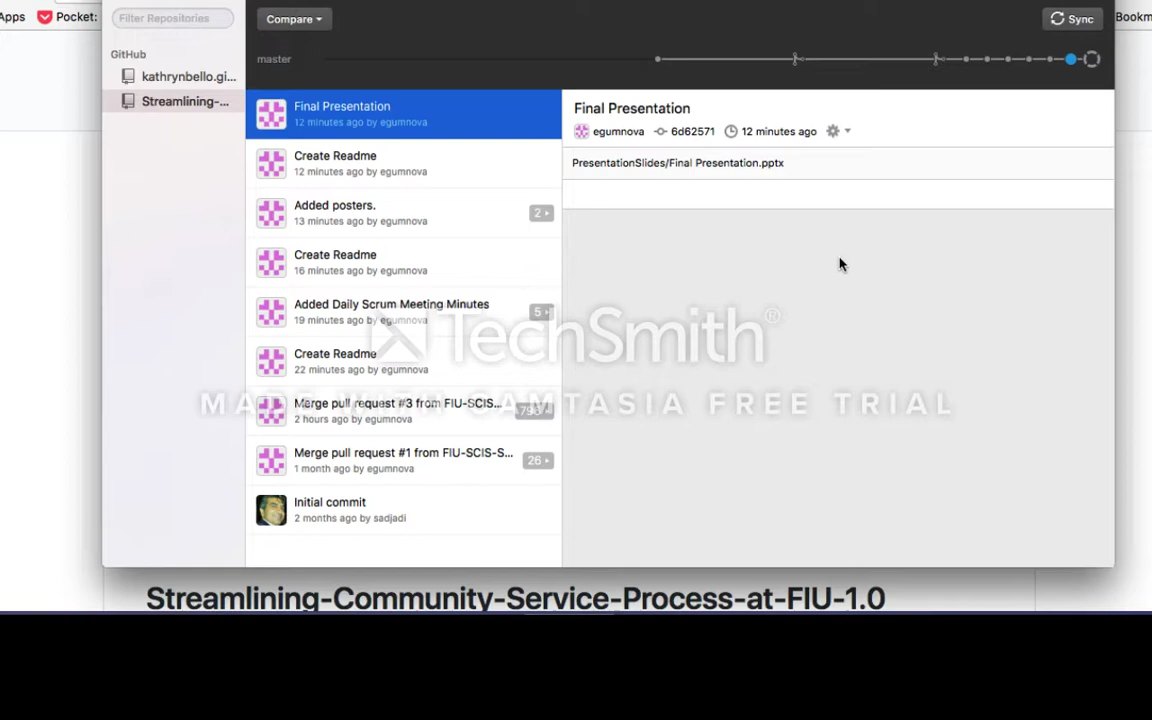 Apps Pocket: Bookm
Filter Repositories
Compare
Sync
GitHub
master
kathrynbello.gi...
Streamlining-...
Final Presentation
12 minutes ago by egumnova
Create Readme
12 minutes ago by egumnova
Added posters.
13 minutes ago by egumnova
2
Create Readme
16 minutes ago by egumnova
Added Daily Scrum Meeting Minutes
19 minutes ago by egumnova
5
Create Readme
22 minutes ago by egumnova
Merge pull request #3 from FIU-SCIS...
2 hours ago by egumnova
Merge pull request #1 from FIU-SCIS-S...
1 month ago by egumnova
26
Initial commit
2 months ago by sadjadi
Final Presentation
egumnova 6d62571 12 minutes ago
PresentationSlides/Final Presentation.pptx
TechSmith®
MADE WITH CAMTASIA FREE TRIAL
Streamlining-Community-Service-Process-at-FIU-1.0